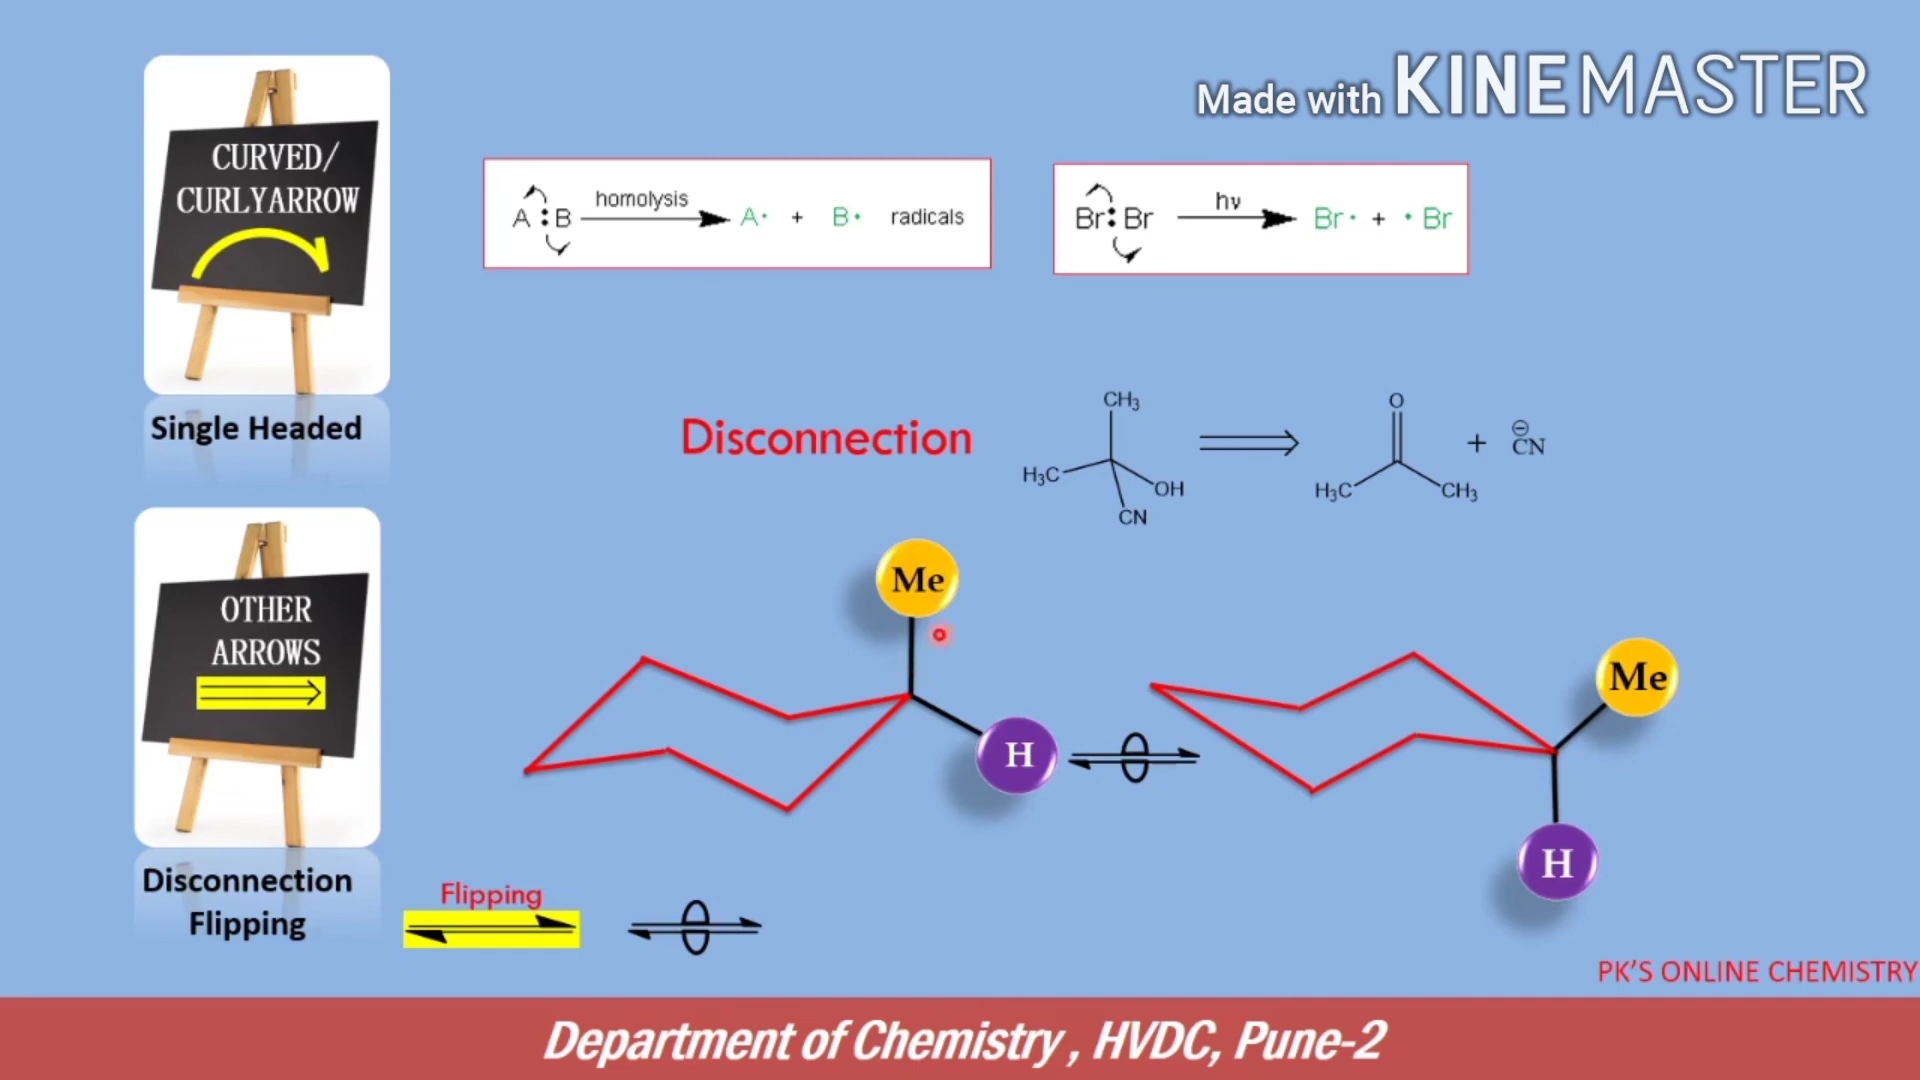 Made with KINEMASTER
CURVED/
CURLYARROW
Single Headed
A : B homolysis A· + B· radicals
Br : Br hν Br· + ·Br
Disconnection
CH₃
H₃C
OH
CN
O
H₃C
CH₃
+
⊖
CN
OTHER
ARROWS
Disconnection
Flipping
Me
H
Me
H
Flipping
PK'S ONLINE CHEMISTRY
Department of Chemistry , HVDC, Pune-2